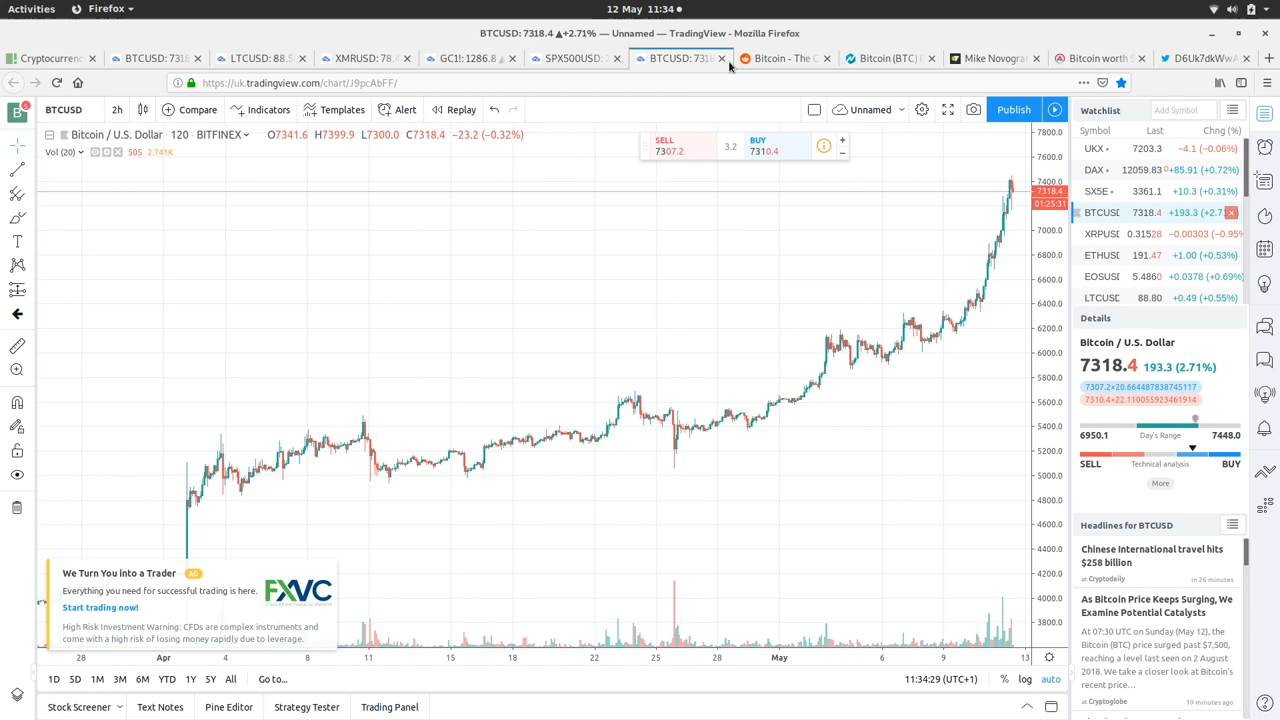 Activities
Firefox
12 May 11:34
BTCUSD: 7318.4 ▲+2.71% — Unnamed — TradingView - Mozilla Firefox
Cryptocurrenc
BTCUSD: 731
LTCUSD: 88.5
XMRUSD: 78.
GC1!: 1286.8
SPX500USD: 2
BTCUSD: 7318
Bitcoin - The C
Bitcoin (BTC) P
Mike Novogra
Bitcoin worth $
D6Uk7dkWwA
https://uk.tradingview.com/chart/J9pcAbFF/
BTCUSD
2h
Compare
Indicators
Templates
Alert
Replay
Unnamed
Publish
Bitcoin / U.S. Dollar · 120 · BITFINEX
O7341.6 H7399.9 L7300.0 C7318.4 −23.2 (−0.32%)
(20)
505 2.741K
SELL
7307.2
3.2
BUY
7310.4
7800.0
7600.0
7400.0
7318.4
01:25:31
7000.0
6800.0
6600.0
6400.0
6200.0
6000.0
5800.0
5600.0
5400.0
5200.0
5000.0
4800.0
4600.0
4400.0
4200.0
4000.0
3800.0
We Turn You into a Trader
AD
Everything you need for successful trading is here.
Start trading now!
High Risk Investment Warning: CFDs are complex instruments and
come with a high risk of losing money rapidly due to leverage.
FXVC
28 Apr 4 8 11 15 18 22 25 28 May 6 9 13
1D 5D 1M 3M 6M YTD 1Y 5Y All Go to...
11:34:29 (UTC+1) % log auto
Stock Screener
Text Notes
Pine Editor
Strategy Tester
Trading Panel
Watchlist
Add Symbol
Symbol Last Chng (%)
UKX 7203.3 −4.1 (−0.06%)
DAX 12059.83 D +85.91 (+0.72%)
SX5E 3361.1 +10.3 (+0.31%)
BTCUSD 7318.4 +193.3 (+2.7
XRPUSD 0.31528 −0.00303 (−0.95%
ETHUSD 191.47 +1.00 (+0.53%)
EOSUSD 5.4860 +0.0378 (+0.69%)
LTCUSD 88.80 +0.49 (+0.55%)
Details
Bitcoin / U.S. Dollar
7318.4 193.3 (2.71%)
7307.2×20.664487838745117
7310.4×22.110055923461914
6950.1 Day's Range 7448.0
SELL Technical analysis BUY
More
Headlines for BTCUSD
Chinese International travel hits
$258 billion
at Cryptodaily in 26 minutes
As Bitcoin Price Keeps Surging, We
Examine Potential Catalysts
At 07:30 UTC on Sunday (May 12), the
Bitcoin (BTC) price surged past $7,500,
reaching a level last seen on 2 August
2018. We take a closer look at Bitcoin's
recent price…
at Cryptoglobe 19 minutes ago